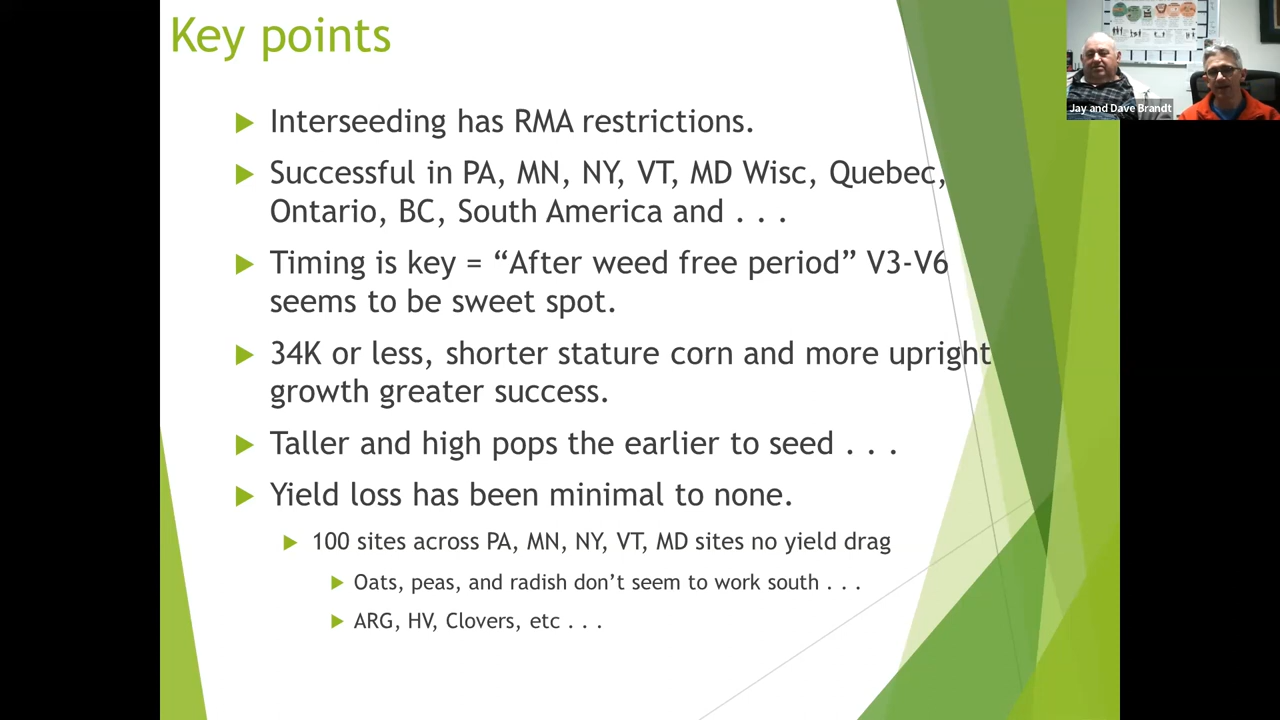 Key points
Interseeding has RMA restrictions.
Successful in PA, MN, NY, VT, MD Wisc, Quebec,
Ontario, BC, South America and . . .
Timing is key = “After weed free period” V3-V6
seems to be sweet spot.
34K or less, shorter stature corn and more upright
growth greater success.
Taller and high pops the earlier to seed . . .
Yield loss has been minimal to none.
100 sites across PA, MN, NY, VT, MD sites no yield drag
Oats, peas, and radish don’t seem to work south . . .
ARG, HV, Clovers, etc . . .
Jay and Dave Brandt